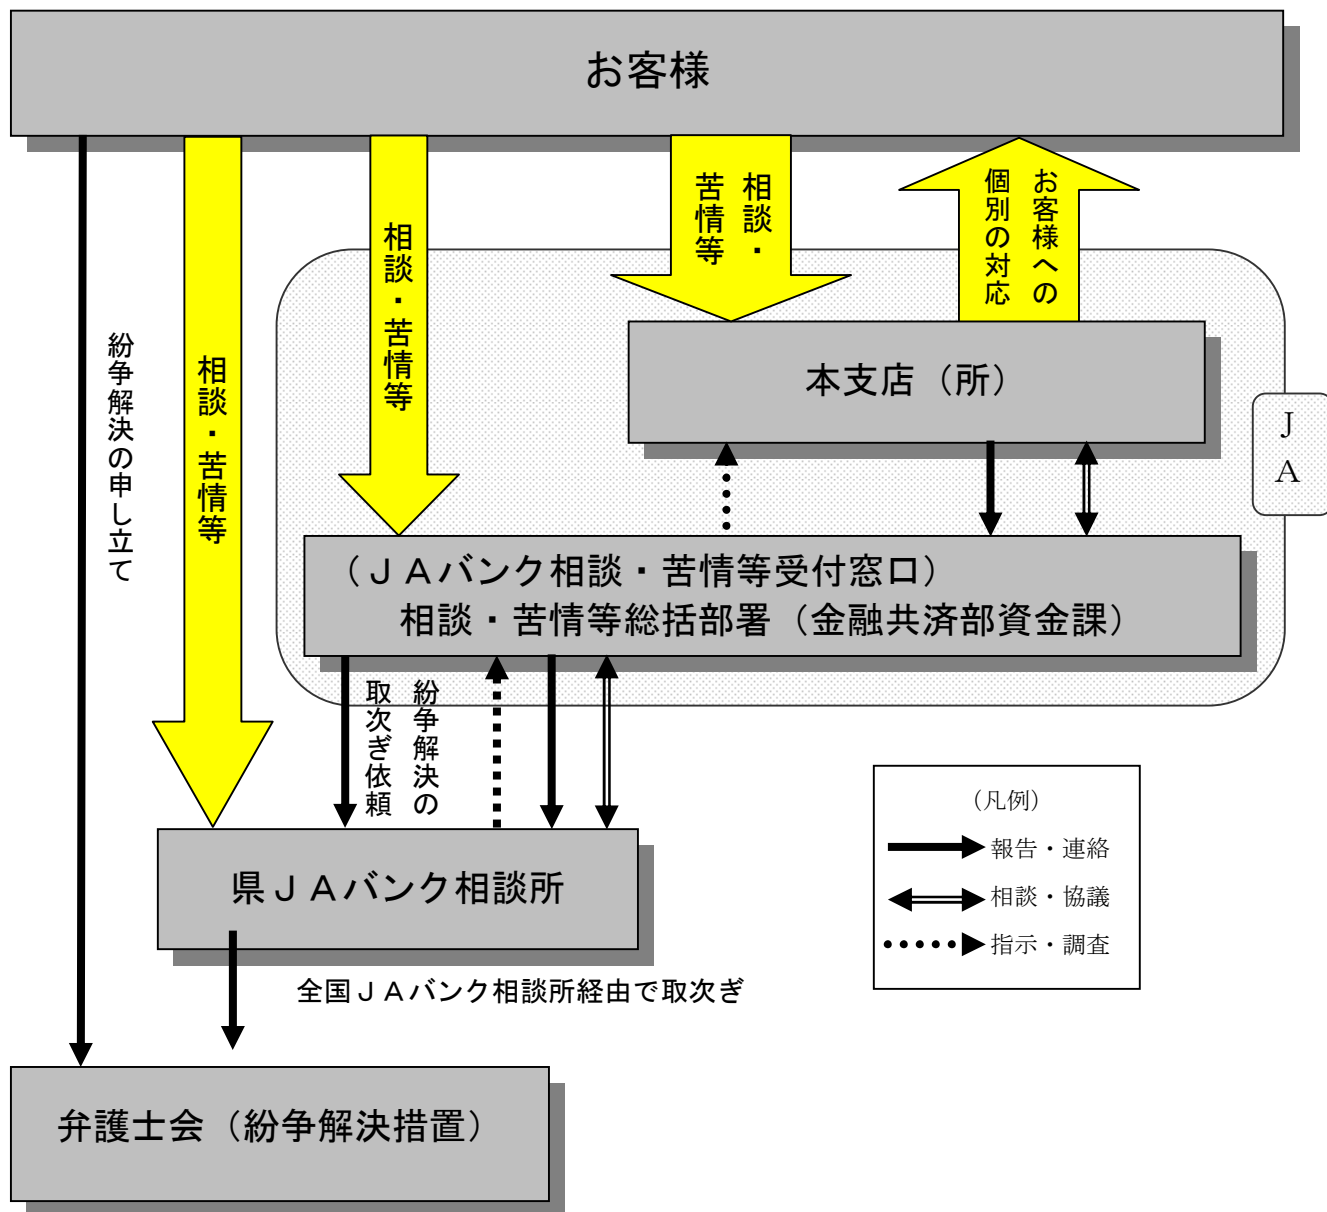 お客様
相談・
苦情等
お客様への
個別の対応
相談・苦情等
相談・苦情等
紛争解決の申し立て
本支店（所）
J
A
（ＪＡバンク相談・苦情等受付窓口）
相談・苦情等総括部署（金融共済部資金課）
紛争解決の
取次ぎ依頼
（凡例）
報告・連絡
相談・協議
指示・調査
県ＪＡバンク相談所
全国ＪＡバンク相談所経由で取次ぎ
弁護士会（紛争解決措置）